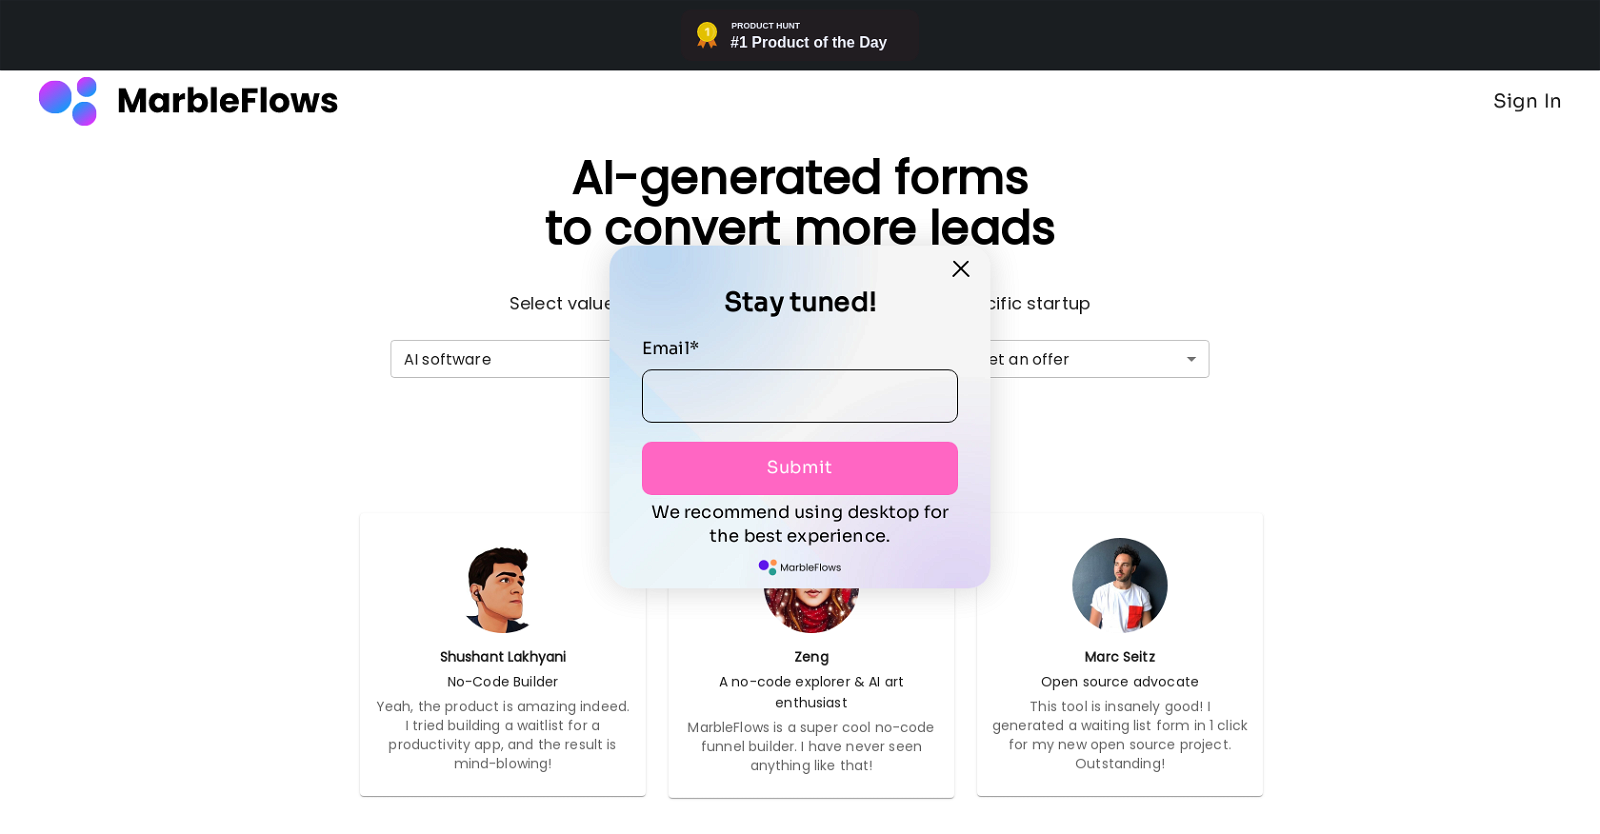 PRODUCT HUNT
#1 Product of the Day
MarbleFlows
Sign In
AI-generated forms
to convert more leads
Select value
startup
AI software
an offer
Stay tuned!
Email*
Submit
We recommend using desktop for
the best experience.
MarbleFlows
Shushant Lakhyani
No-Code Builder
Yeah, the product is amazing indeed.
I tried building a waitlist for a
productivity app, and the result is
mind-blowing!
Zeng
A no-code explorer & AI art
enthusiast
MarbleFlows is a super cool no-code
funnel builder. I have never seen
anything like that!
Marc Seitz
Open source advocate
This tool is insanely good! I
generated a waiting list form in 1 click
for my new open source project.
Outstanding!